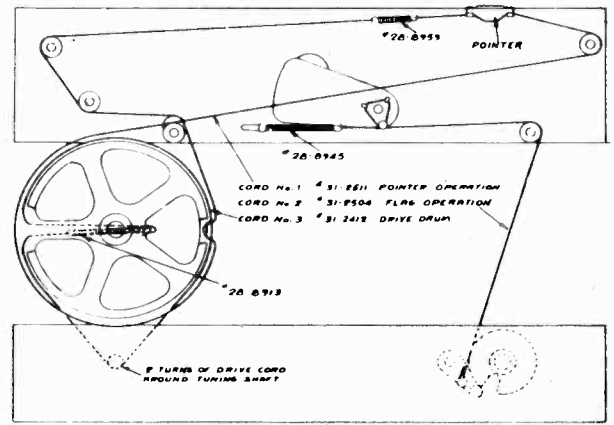 #28-8959
POINTER
#28-8945
CORD No. 1 #31-2611 POINTER OPERATION
CORD No. 2 #31-2504 FLAG OPERATION
CORD No. 3 #31-2412 DRIVE DRUM
#28-8913
2 TURNS OF DRIVE CORD
AROUND TUNING SHAFT